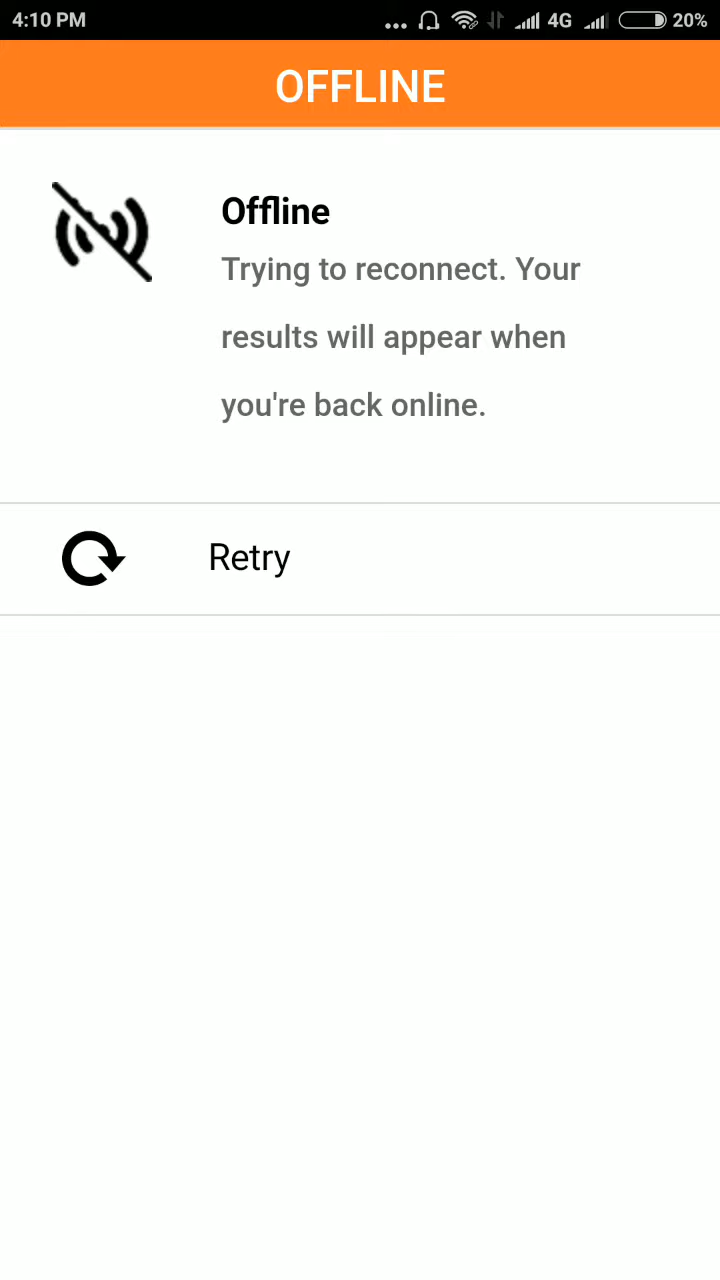 4:10 PM ... 4G 20%
OFFLINE
Offline
Trying to reconnect. Your
results will appear when
you're back online.
Retry